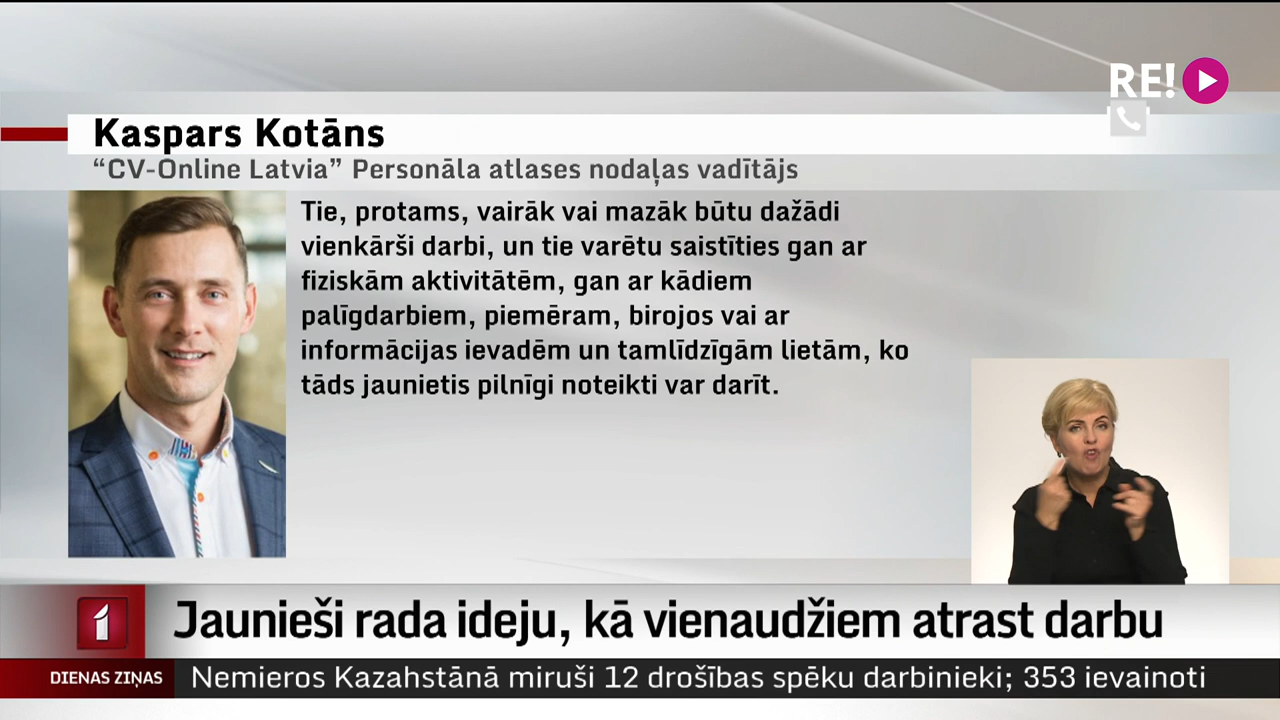 RE!
Kaspars Kotāns
“CV-Online Latvia” Personāla atlases nodaļas vadītājs
Tie, protams, vairāk vai mazāk būtu dažādi
vienkārši darbi, un tie varētu saistīties gan ar
fiziskām aktivitātēm, gan ar kādiem
palīgdarbiem, piemēram, birojos vai ar
informācijas ievadēm un tamlīdzīgām lietām, ko
tāds jaunietis pilnīgi noteikti var darīt.
1
Jaunieši rada ideju, kā vienaudžiem atrast darbu
DIENAS ZIŅAS
Nemieros Kazahstānā miruši 12 drošības spēku darbinieki; 353 ievainoti